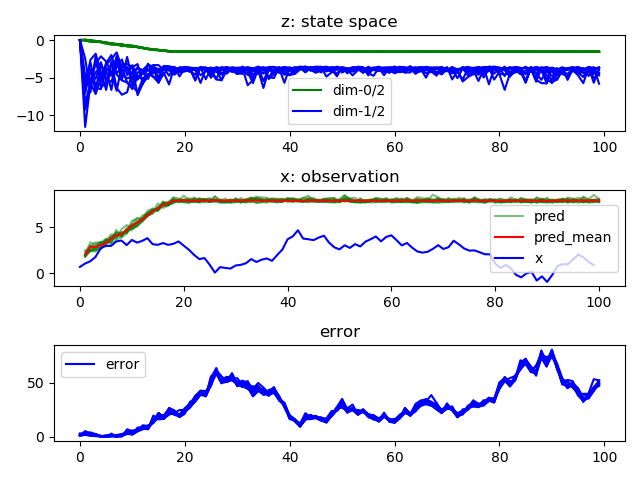 z: state space
0
−5
−10
dim-0/2
dim-1/2
0 20 40 60 80 100
x: observation
5
0
pred
pred_mean
x
0 20 40 60 80 100
error
50
0
error
0 20 40 60 80 100